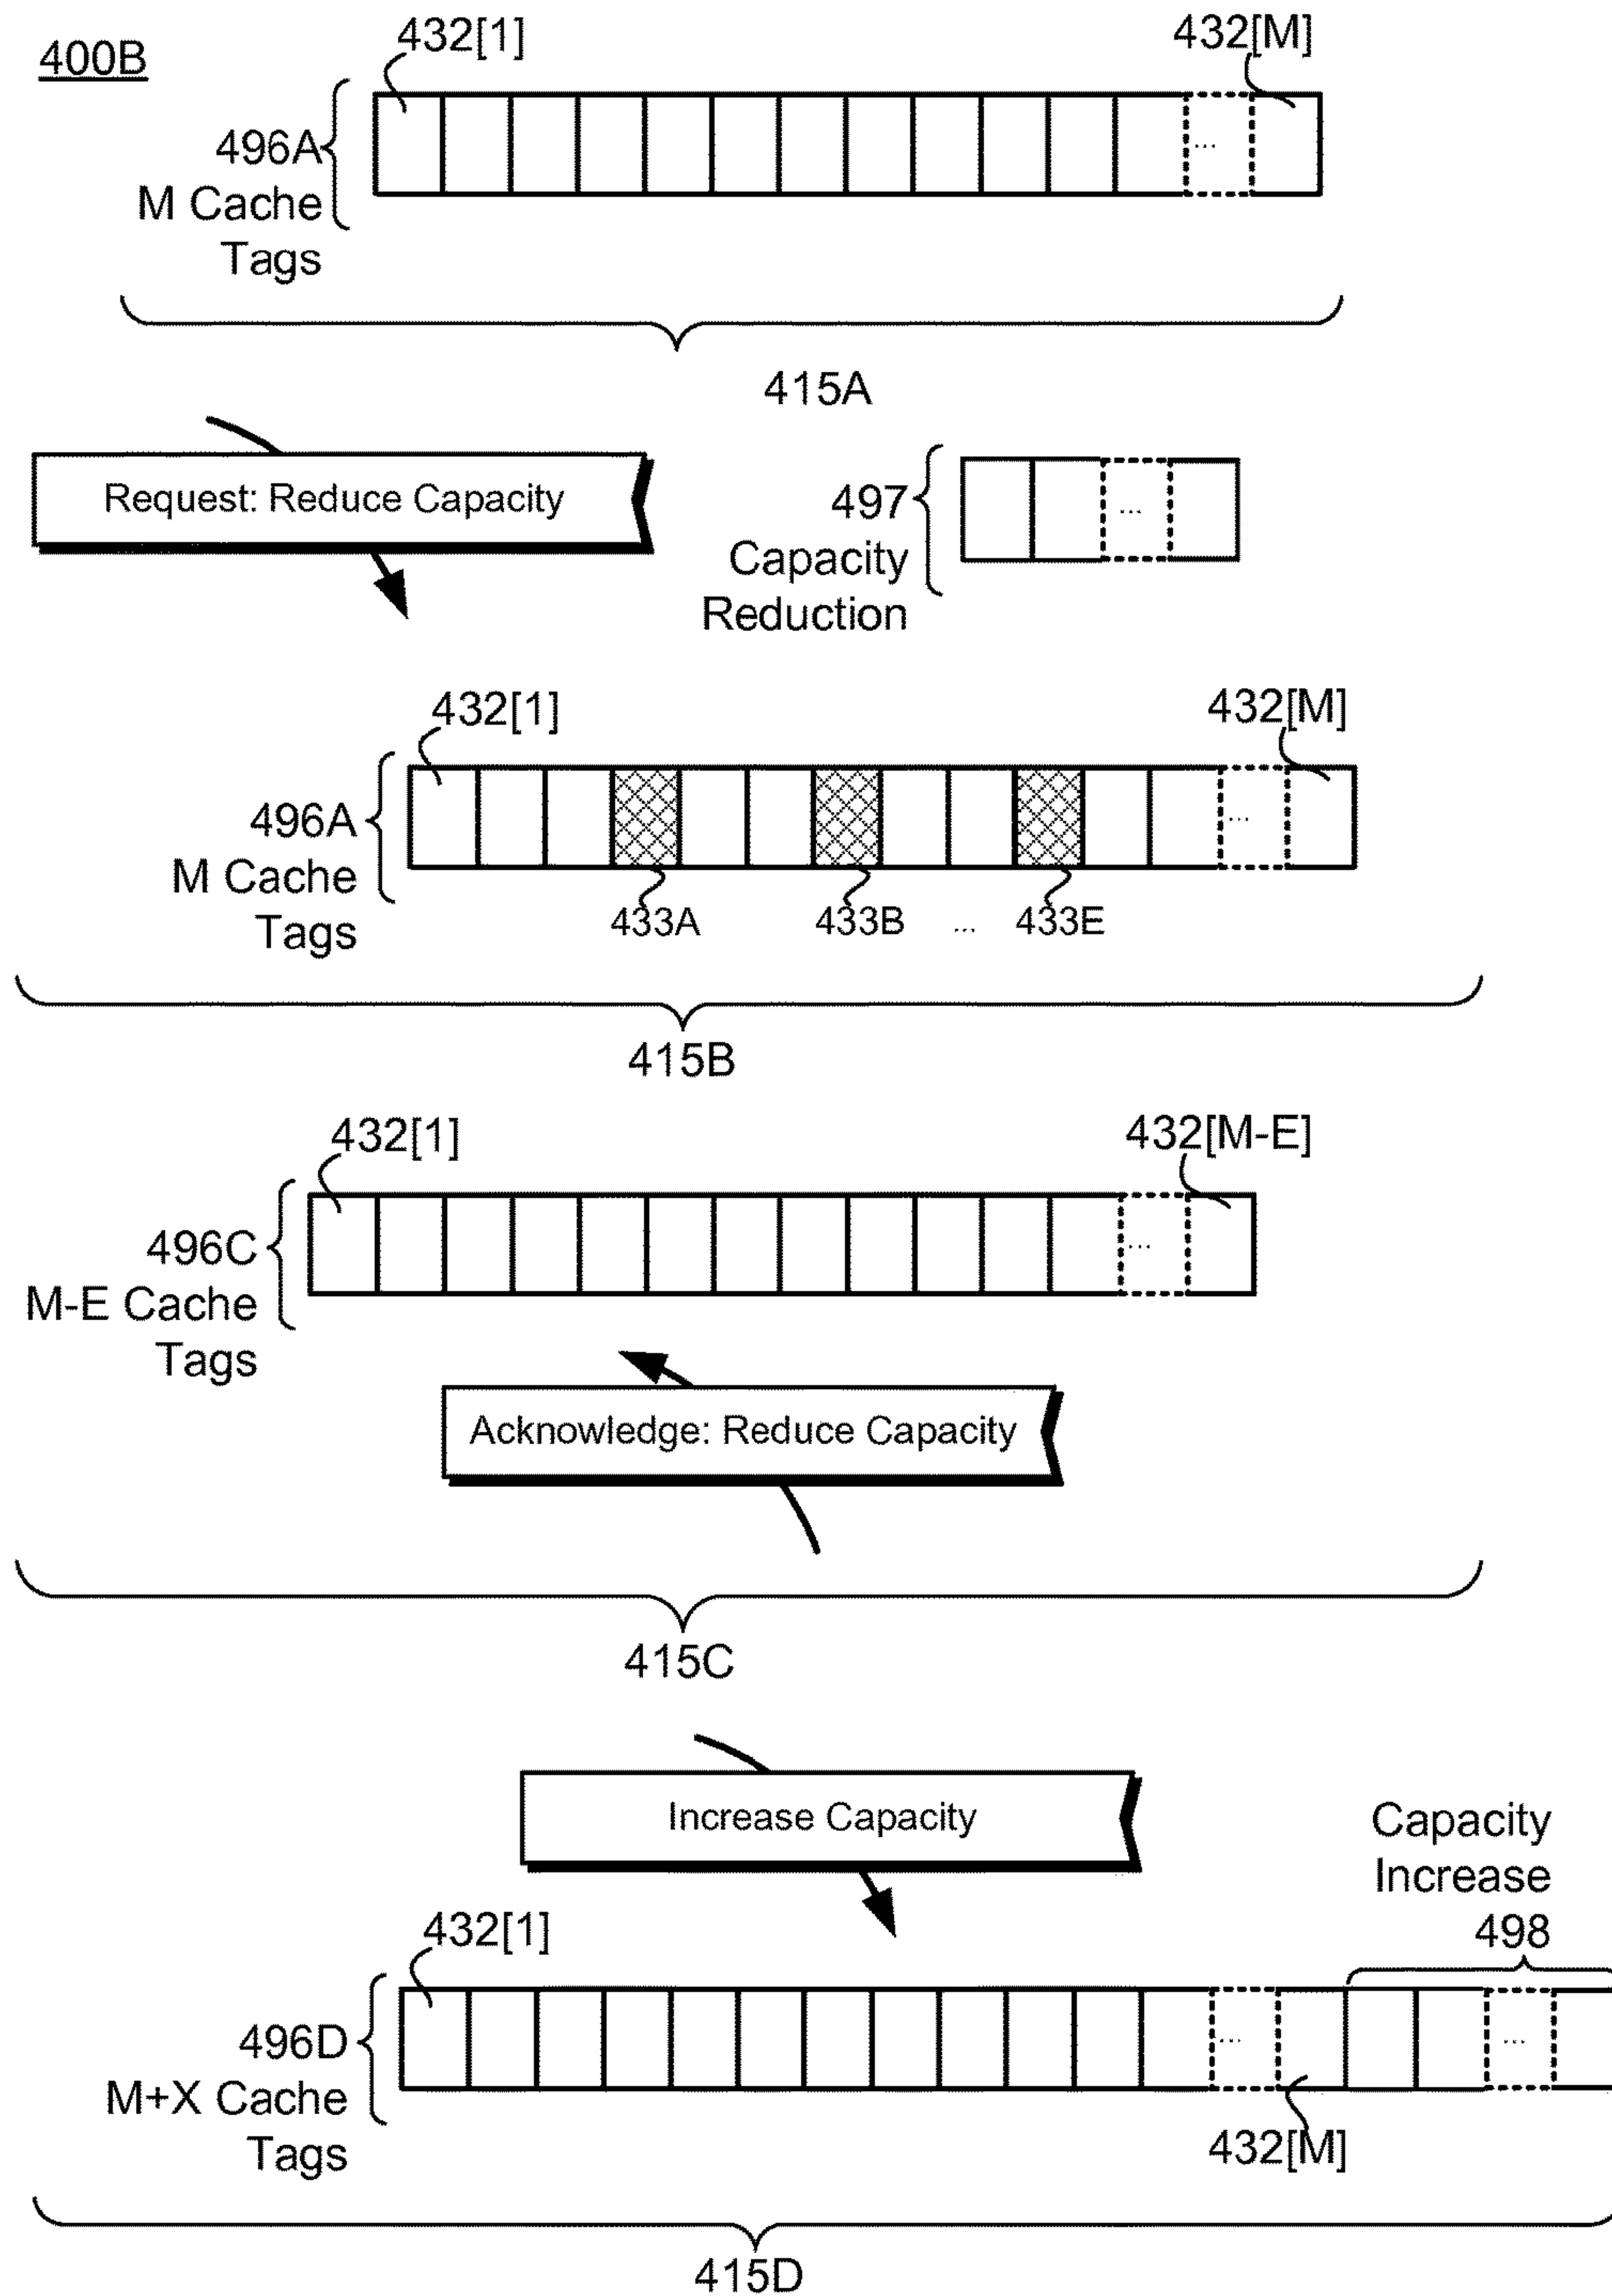 400B
432[1]
432[M]
496A
M Cache
Tags
...
415A
Request: Reduce Capacity
497
Capacity
Reduction
...
432[1]
432[M]
496A
M Cache
Tags
...
433A
433B
...
433E
415B
432[1]
432[M-E]
496C
M-E Cache
Tags
...
Acknowledge: Reduce Capacity
415C
Increase Capacity
Capacity
Increase
498
432[1]
496D
M+X Cache
Tags
...
...
432[M]
415D